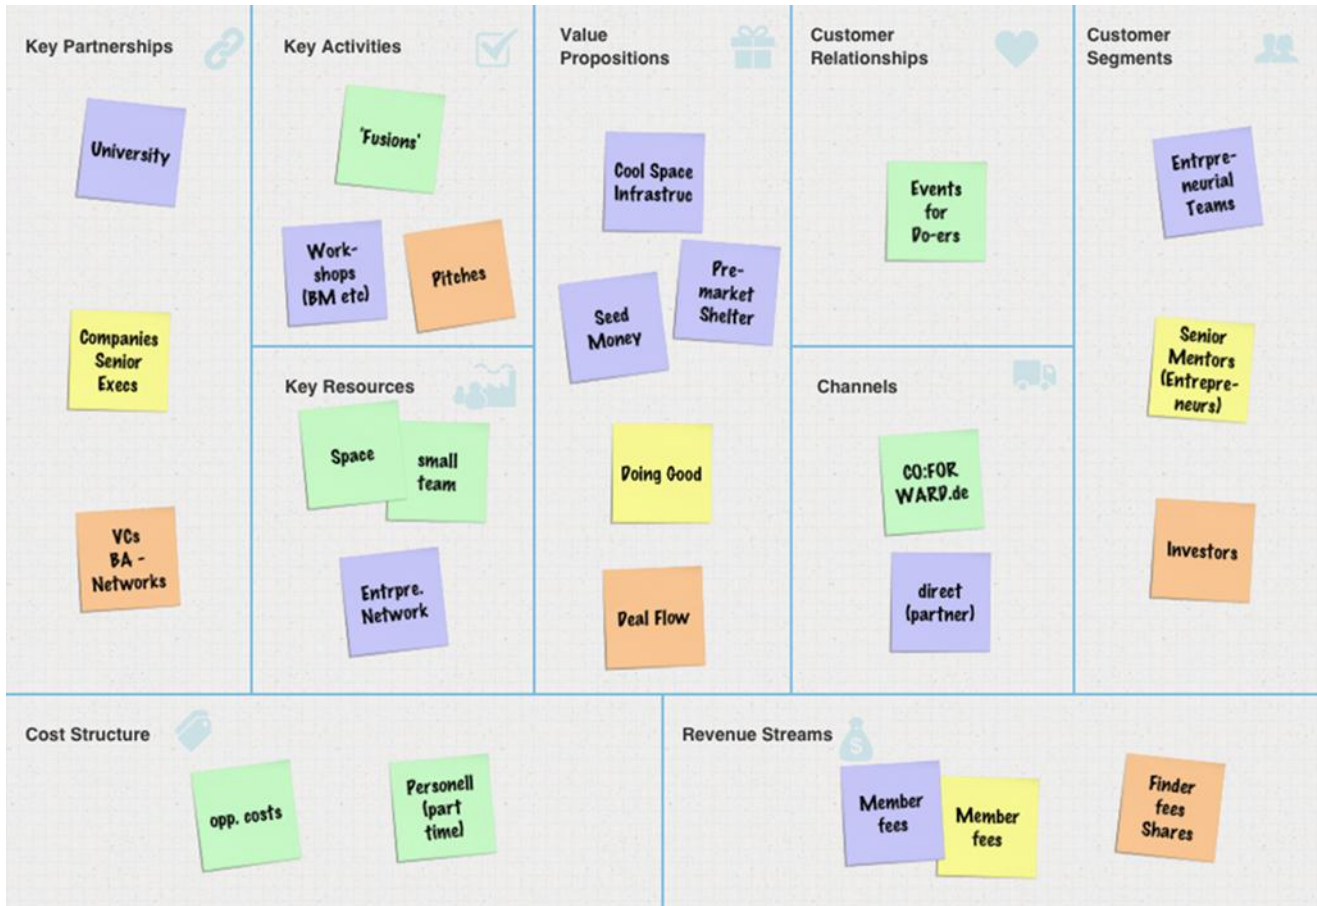 Key Partnerships
University
Companies
Senior
Execs
VCs
BA -
Networks
Key Activities
'Fusions'
Work-
shops
(BM etc)
Pitches
Key Resources
Space
small
team
Entrpre.
Network
Value
Propositions
Cool Space
Infrastruc
Pre-
market
Shelter
Seed
Money
Doing Good
Deal Flow
Customer
Relationships
Events
for
Do-ers
Channels
CO:FOR
WARD.de
direct
(partner)
Customer
Segments
Entrpre-
neurial
Teams
Senior
Mentors
(Entrepre-
neurs)
Investors
Cost Structure
opp. costs
Personell
(part
time)
Revenue Streams
$
Member
fees
Member
fees
Finder
fees
Shares